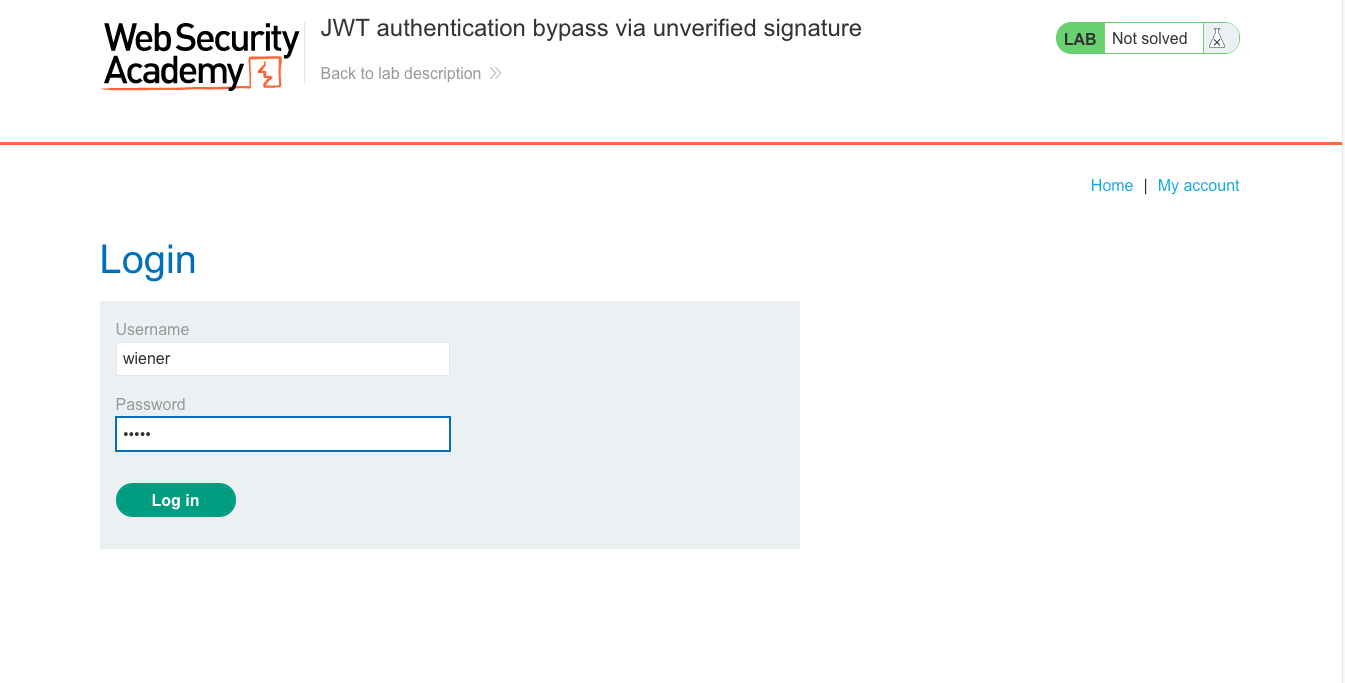 Web Security
Academy
JWT authentication bypass via unverified signature
Back to lab description
LAB Not solved
Home | My account
Login
Username
wiener
Password
•••••
Log in